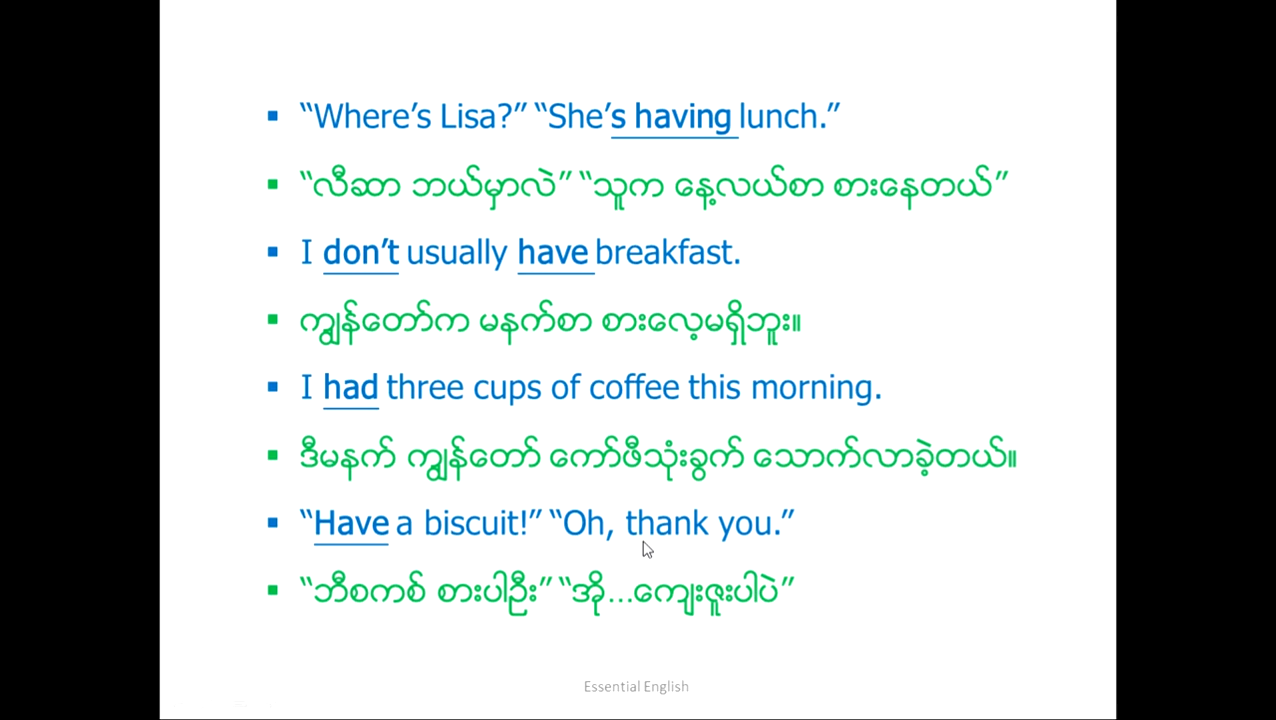 ▪ “Where’s Lisa?” “She’s having lunch.”
▪ “လီဆာ ဘယ်မှာလဲ” “သူက နေ့လယ်စာ စားနေတယ်”
▪ I don’t usually have breakfast.
▪ ကျွန်တော်က မနက်စာ စားလေ့မရှိဘူး။
▪ I had three cups of coffee this morning.
▪ ဒီမနက် ကျွန်တော် ကော်ဖီသုံးခွက် သောက်လာခဲ့တယ်။
▪ “Have a biscuit!” “Oh, thank you.”
▪ “ဘီစကစ် စားပါဦး” “အို...ကျေးဇူးပါပဲ”
Essential English